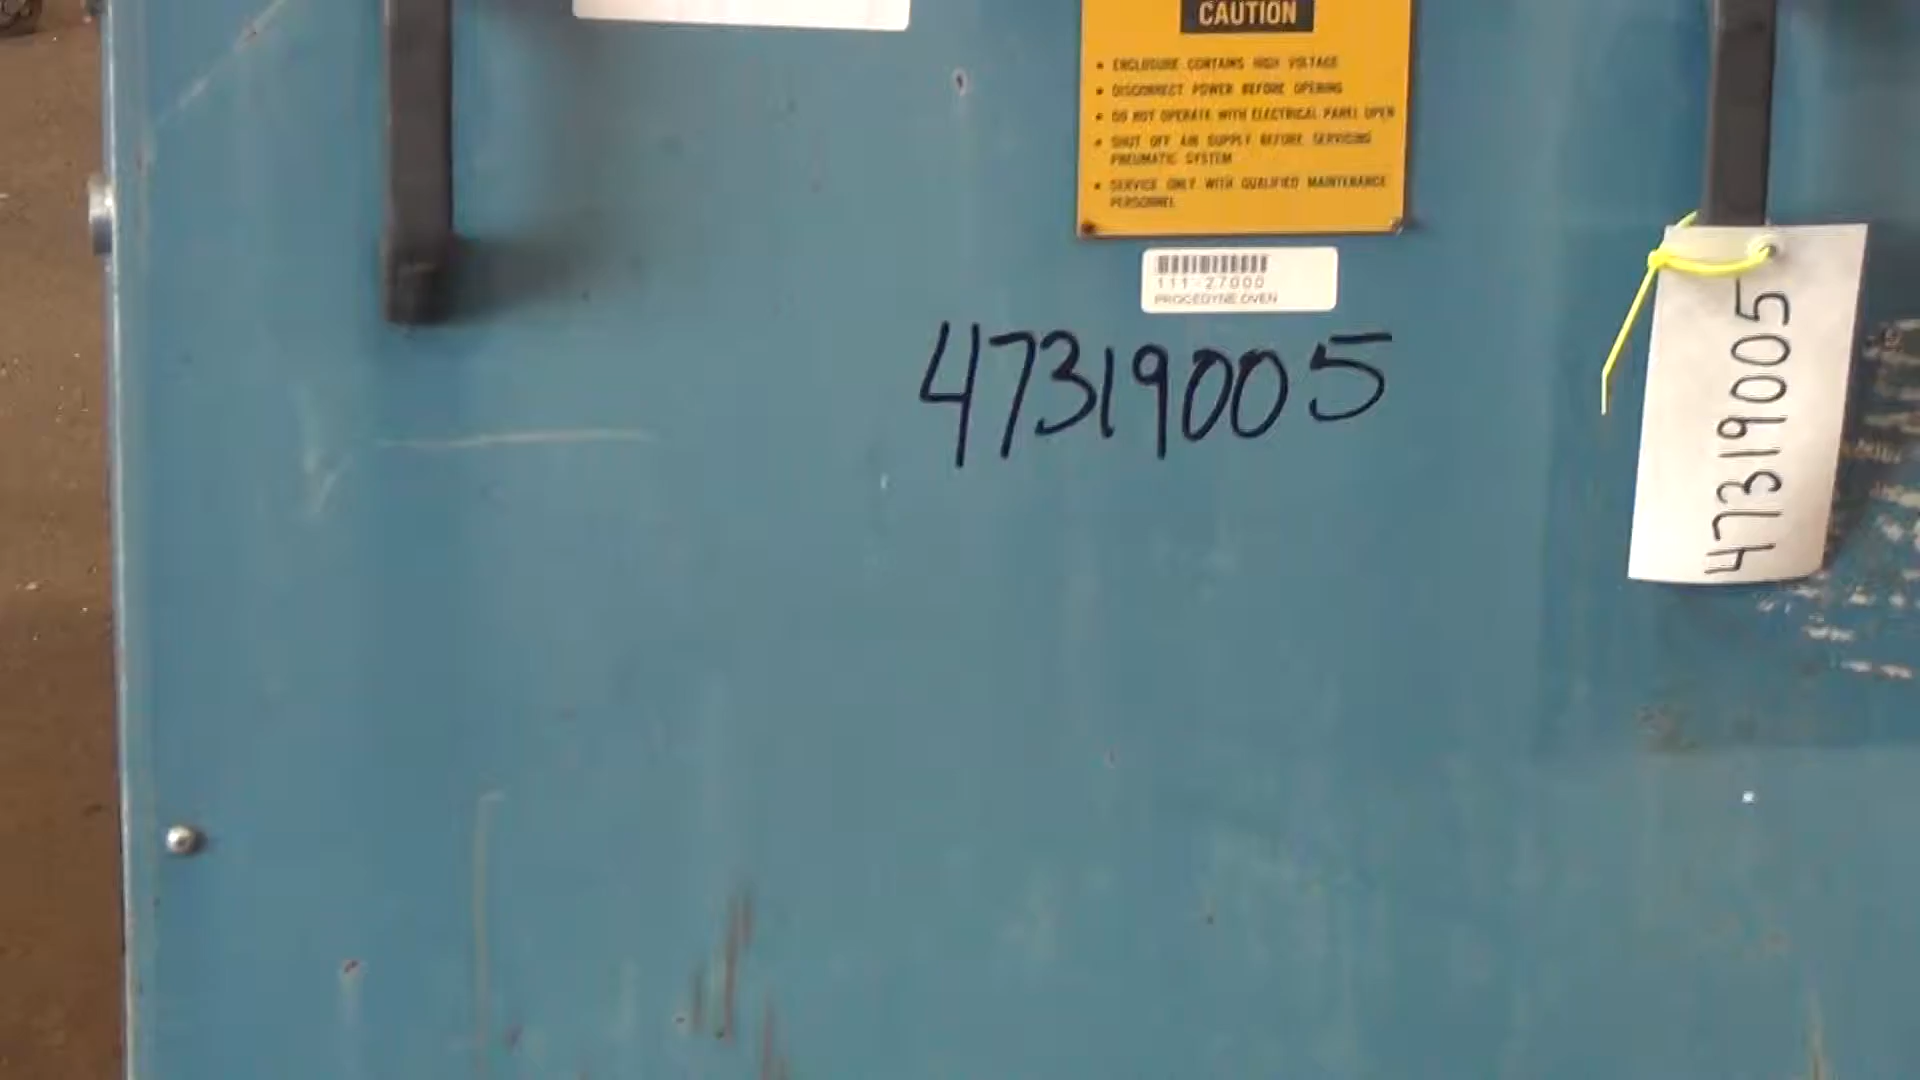 CAUTION
• ENCLOSURE CONTAINS HIGH VOLTAGE
• DISCONNECT POWER BEFORE OPENING
• DO NOT OPERATE WITH ELECTRICAL PANEL OPEN
• SHUT OFF AIR SUPPLY BEFORE SERVICING
PNEUMATIC SYSTEM
• SERVICE ONLY WITH QUALIFIED MAINTENANCE
PERSONNEL
111-27000
PROCEDYNE OVEN
47319005
47319005